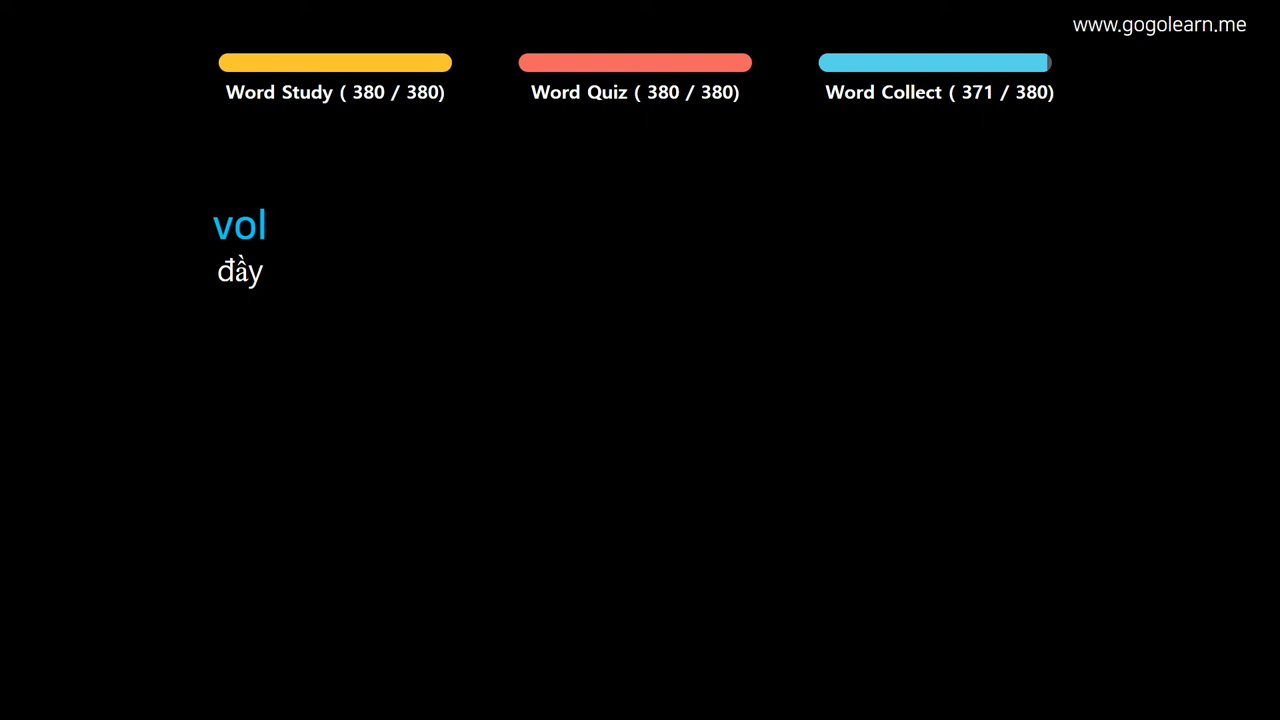 www.gogolearn.me
Word Study ( 380 / 380)
Word Quiz ( 380 / 380)
Word Collect ( 371 / 380)
vol
đầy